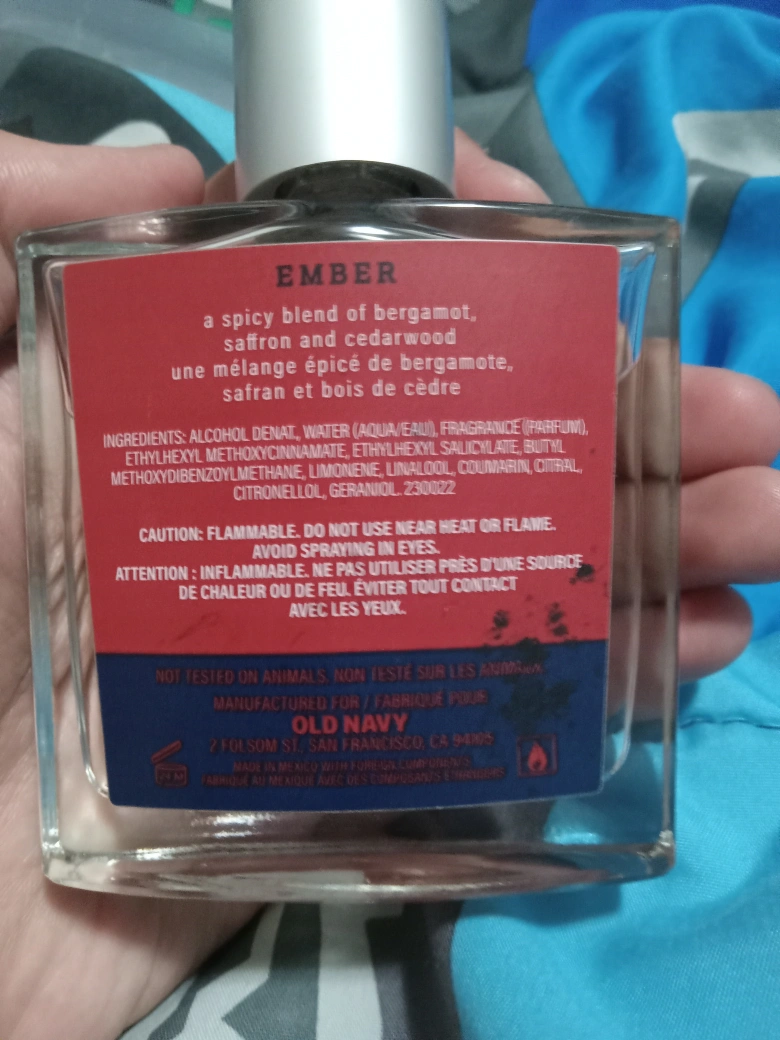 EMBER
a spicy blend of bergamot,
saffron and cedarwood
une mélange épicé de bergamote,
safran et bois de cèdre
INGREDIENTS: ALCOHOL DENAT., WATER (AQUA/EAU), FRAGRANCE (PARFUM),
ETHYLHEXYL METHOXYCINNAMATE, ETHYLHEXYL SALICYLATE, BUTYL
METHOXYDIBENZOYLMETHANE, LIMONENE, LINALOOL, COUMARIN, CITRAL,
CITRONELLOL, GERANIOL. 230022
CAUTION: FLAMMABLE. DO NOT USE NEAR HEAT OR FLAME.
AVOID SPRAYING IN EYES.
ATTENTION : INFLAMMABLE. NE PAS UTILISER PRÈS D'UNE SOURCE
DE CHALEUR OU DE FEU. ÉVITER TOUT CONTACT
AVEC LES YEUX.
NOT TESTED ON ANIMALS. NON TESTÉ SUR LES ANIMAUX.
MANUFACTURED FOR / FABRIQUÉ POUR
OLD NAVY
2 FOLSOM ST. SAN FRANCISCO, CA 94105
MADE IN MEXICO WITH FOREIGN COMPONENTS
FABRIQUÉ AU MEXIQUE AVEC DES COMPOSANTS ÉTRANGERS